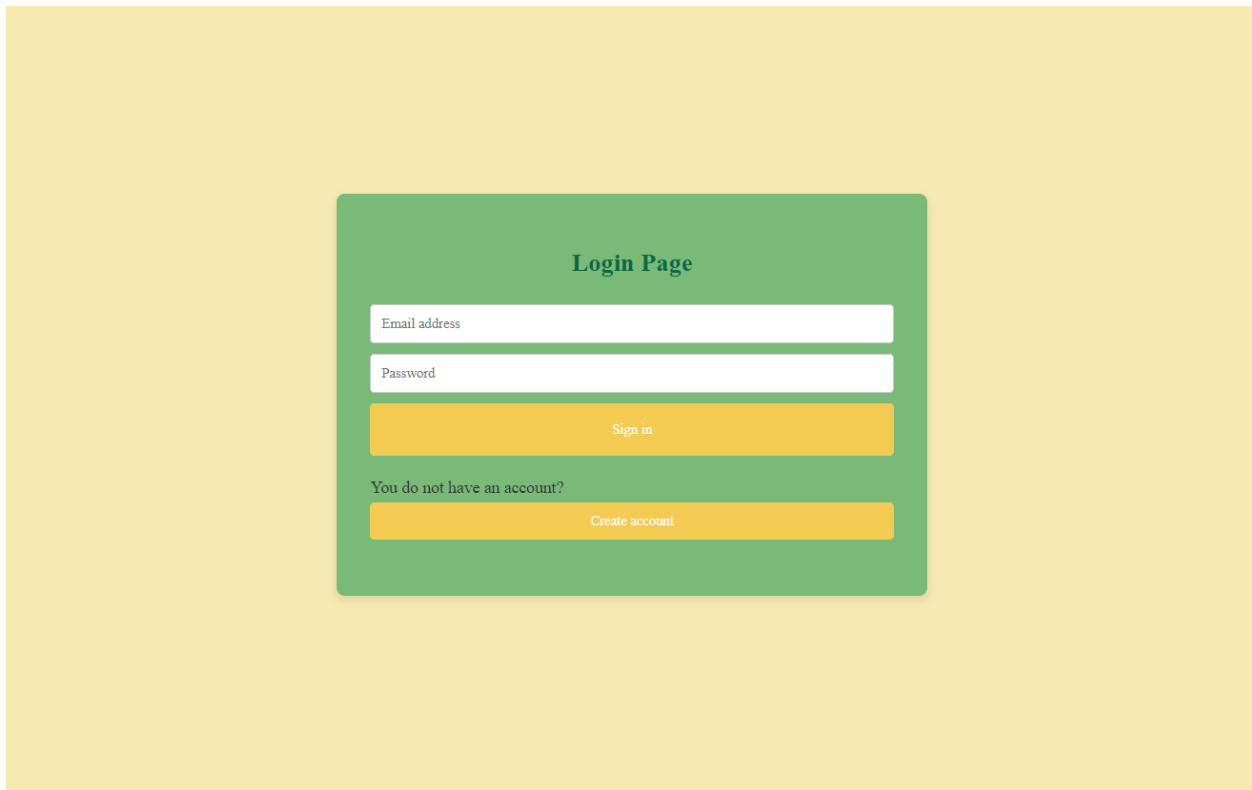 Login Page
Email address
Password
Sign in
You do not have an account?
Create account